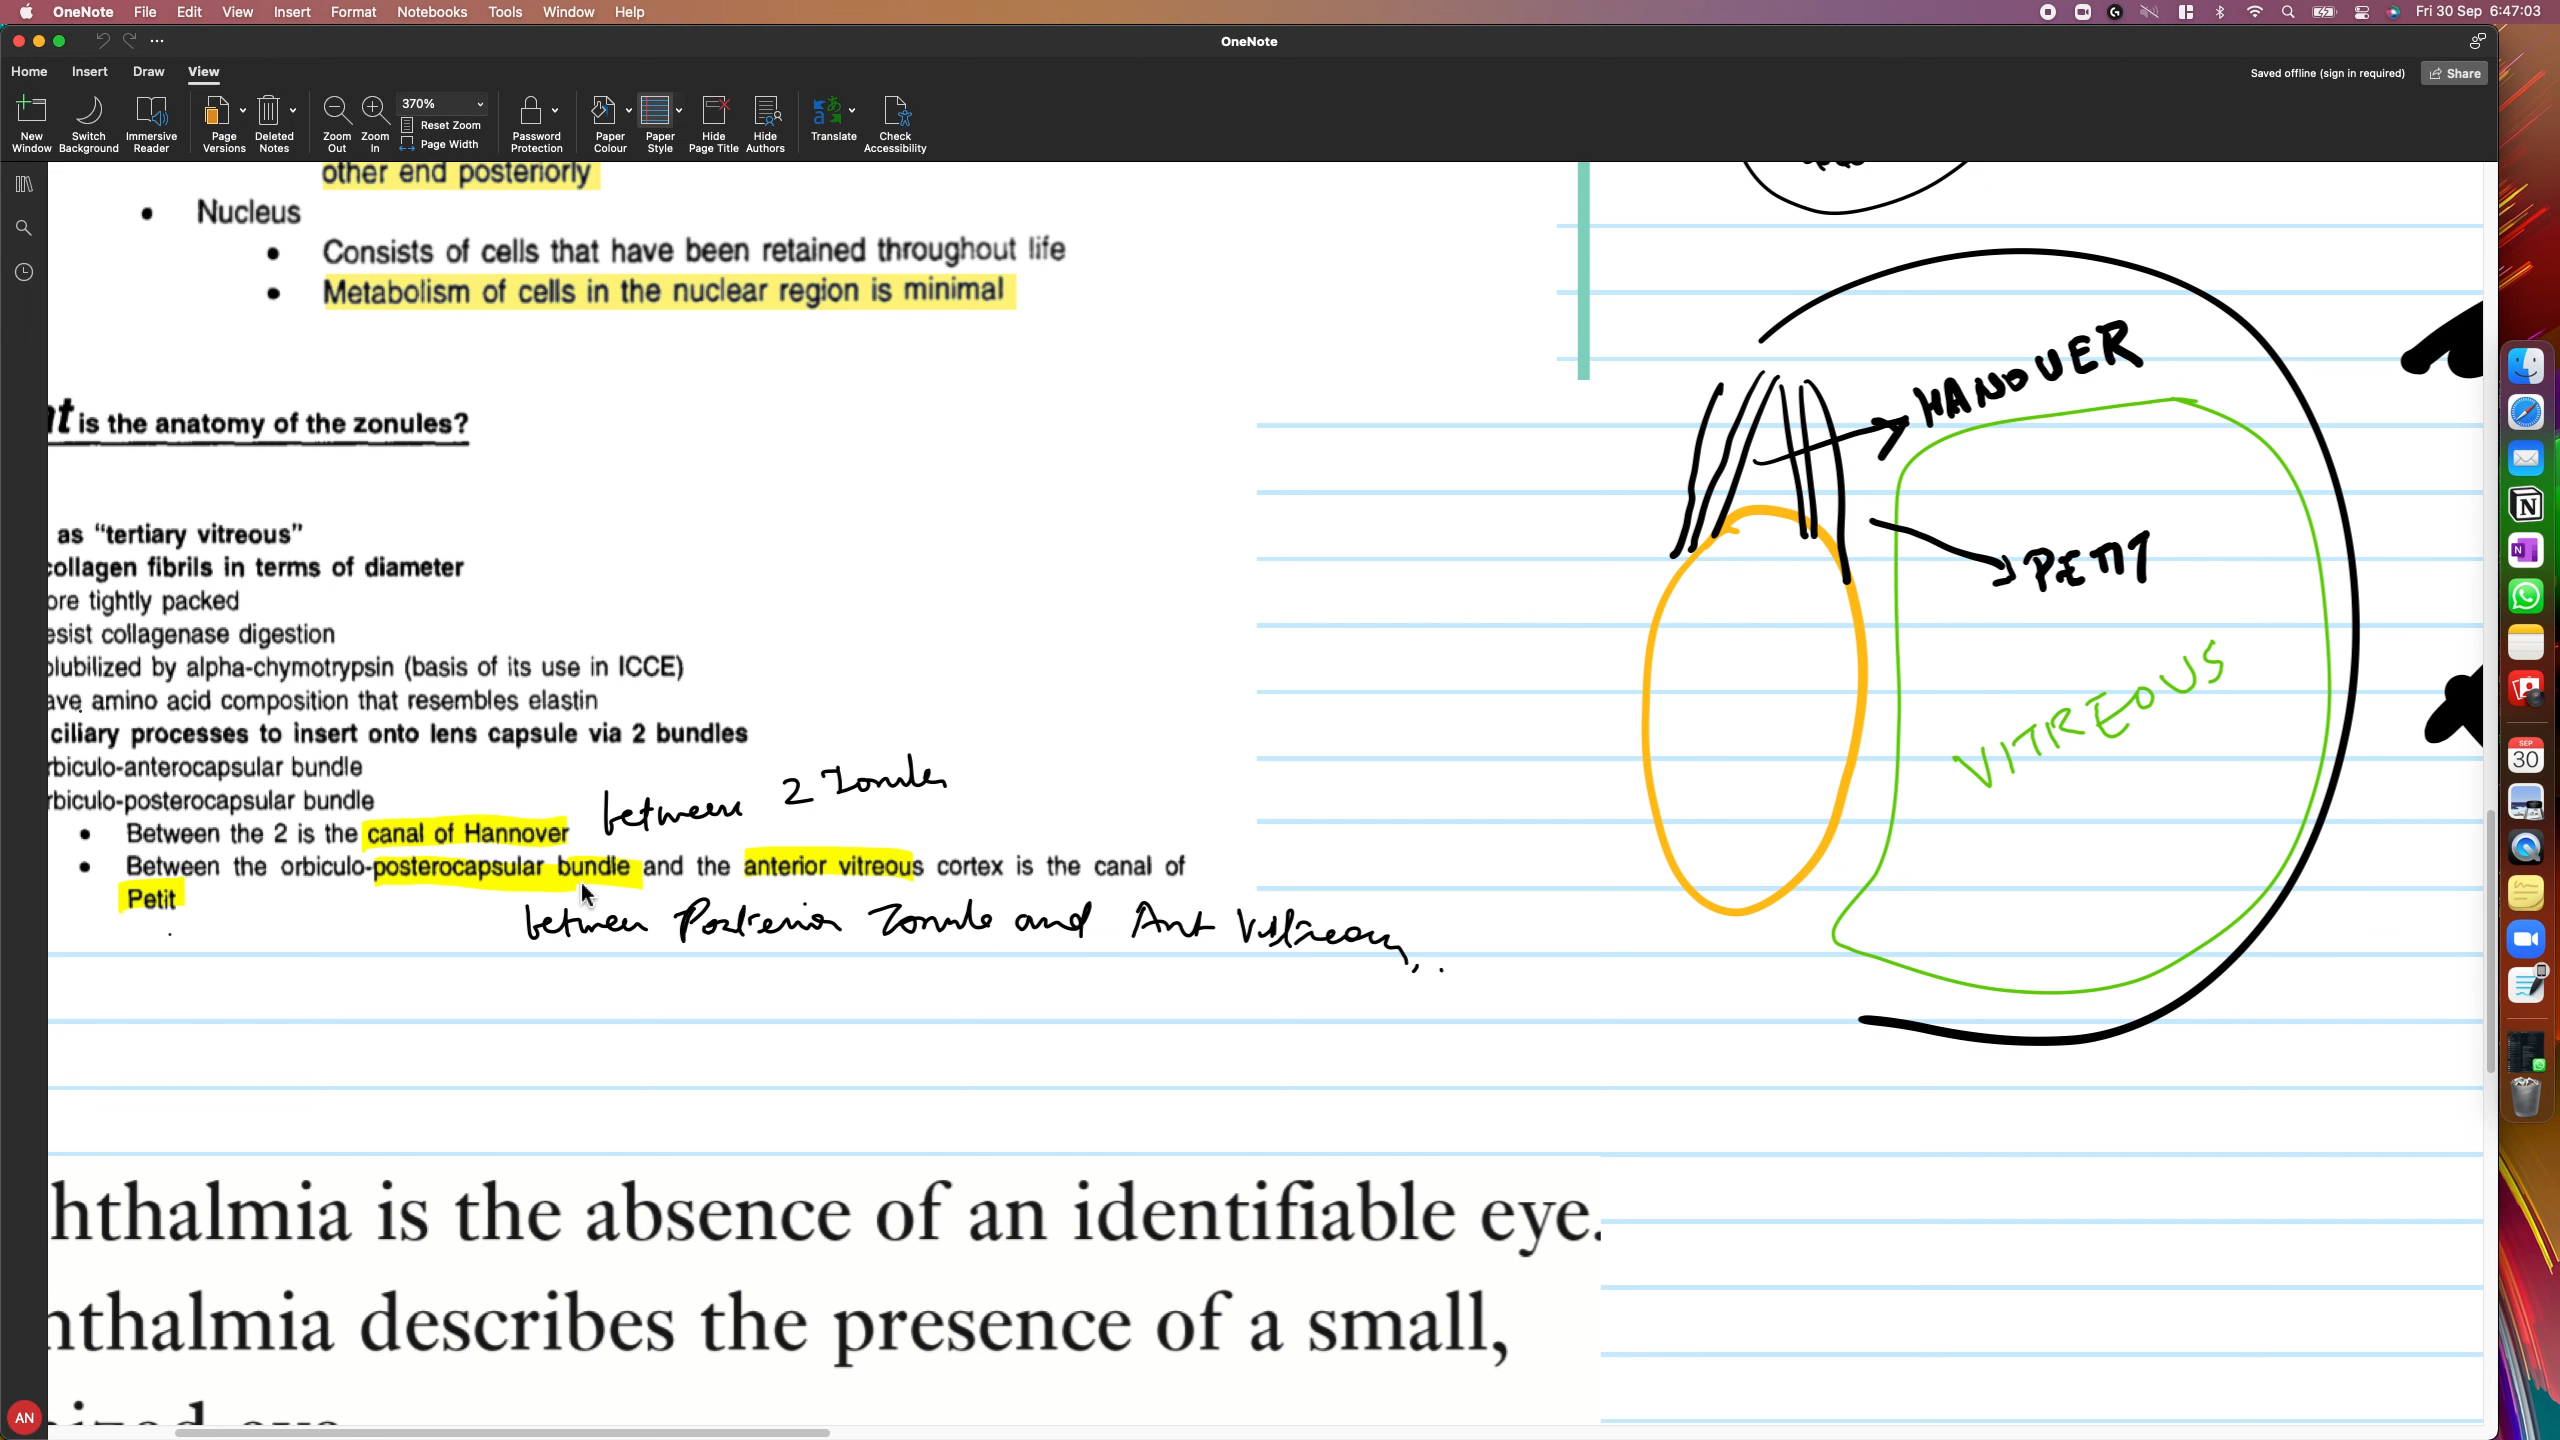 OneNote File Edit View Insert Format Notebooks Tools Window Help
Fri 30 Sep 6:47:03
OneNote
Home Insert Draw View
Saved offline (sign in required) Share
370%
Reset Zoom
Page Width
New Window
Switch Background
Immersive Reader
Page Versions
Deleted Notes
Zoom Out
Zoom In
Password Protection
Paper Colour
Paper Style
Hide Page Title
Hide Authors
Translate
Check Accessibility
other end posteriorly
• Nucleus
• Consists of cells that have been retained throughout life
• Metabolism of cells in the nuclear region is minimal
is the anatomy of the zonules?
as “tertiary vitreous”
collagen fibrils in terms of diameter
ore tightly packed
esist collagenase digestion
olubilized by alpha-chymotrypsin (basis of its use in ICCE)
ave amino acid composition that resembles elastin
ciliary processes to insert onto lens capsule via 2 bundles
rbiculo-anterocapsular bundle
rbiculo-posterocapsular bundle
between 2 Zonules
• Between the 2 is the canal of Hannover
• Between the orbiculo-posterocapsular bundle and the anterior vitreous cortex is the canal of
Petit
between Posterior Zonule and Ant Vitreous
HANOVER
PETIT
VITREOUS
hthalmia is the absence of an identifiable eye.
hthalmia describes the presence of a small,
SEP
30
AN